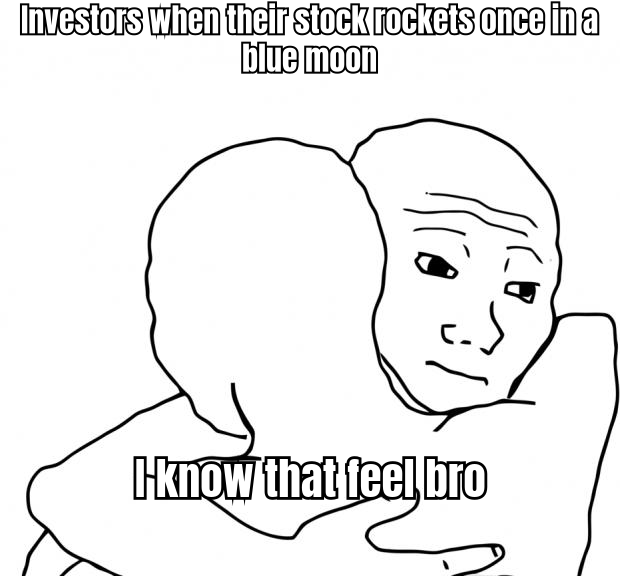 Investors when their stock rockets once in a
blue moon
I know that feel bro